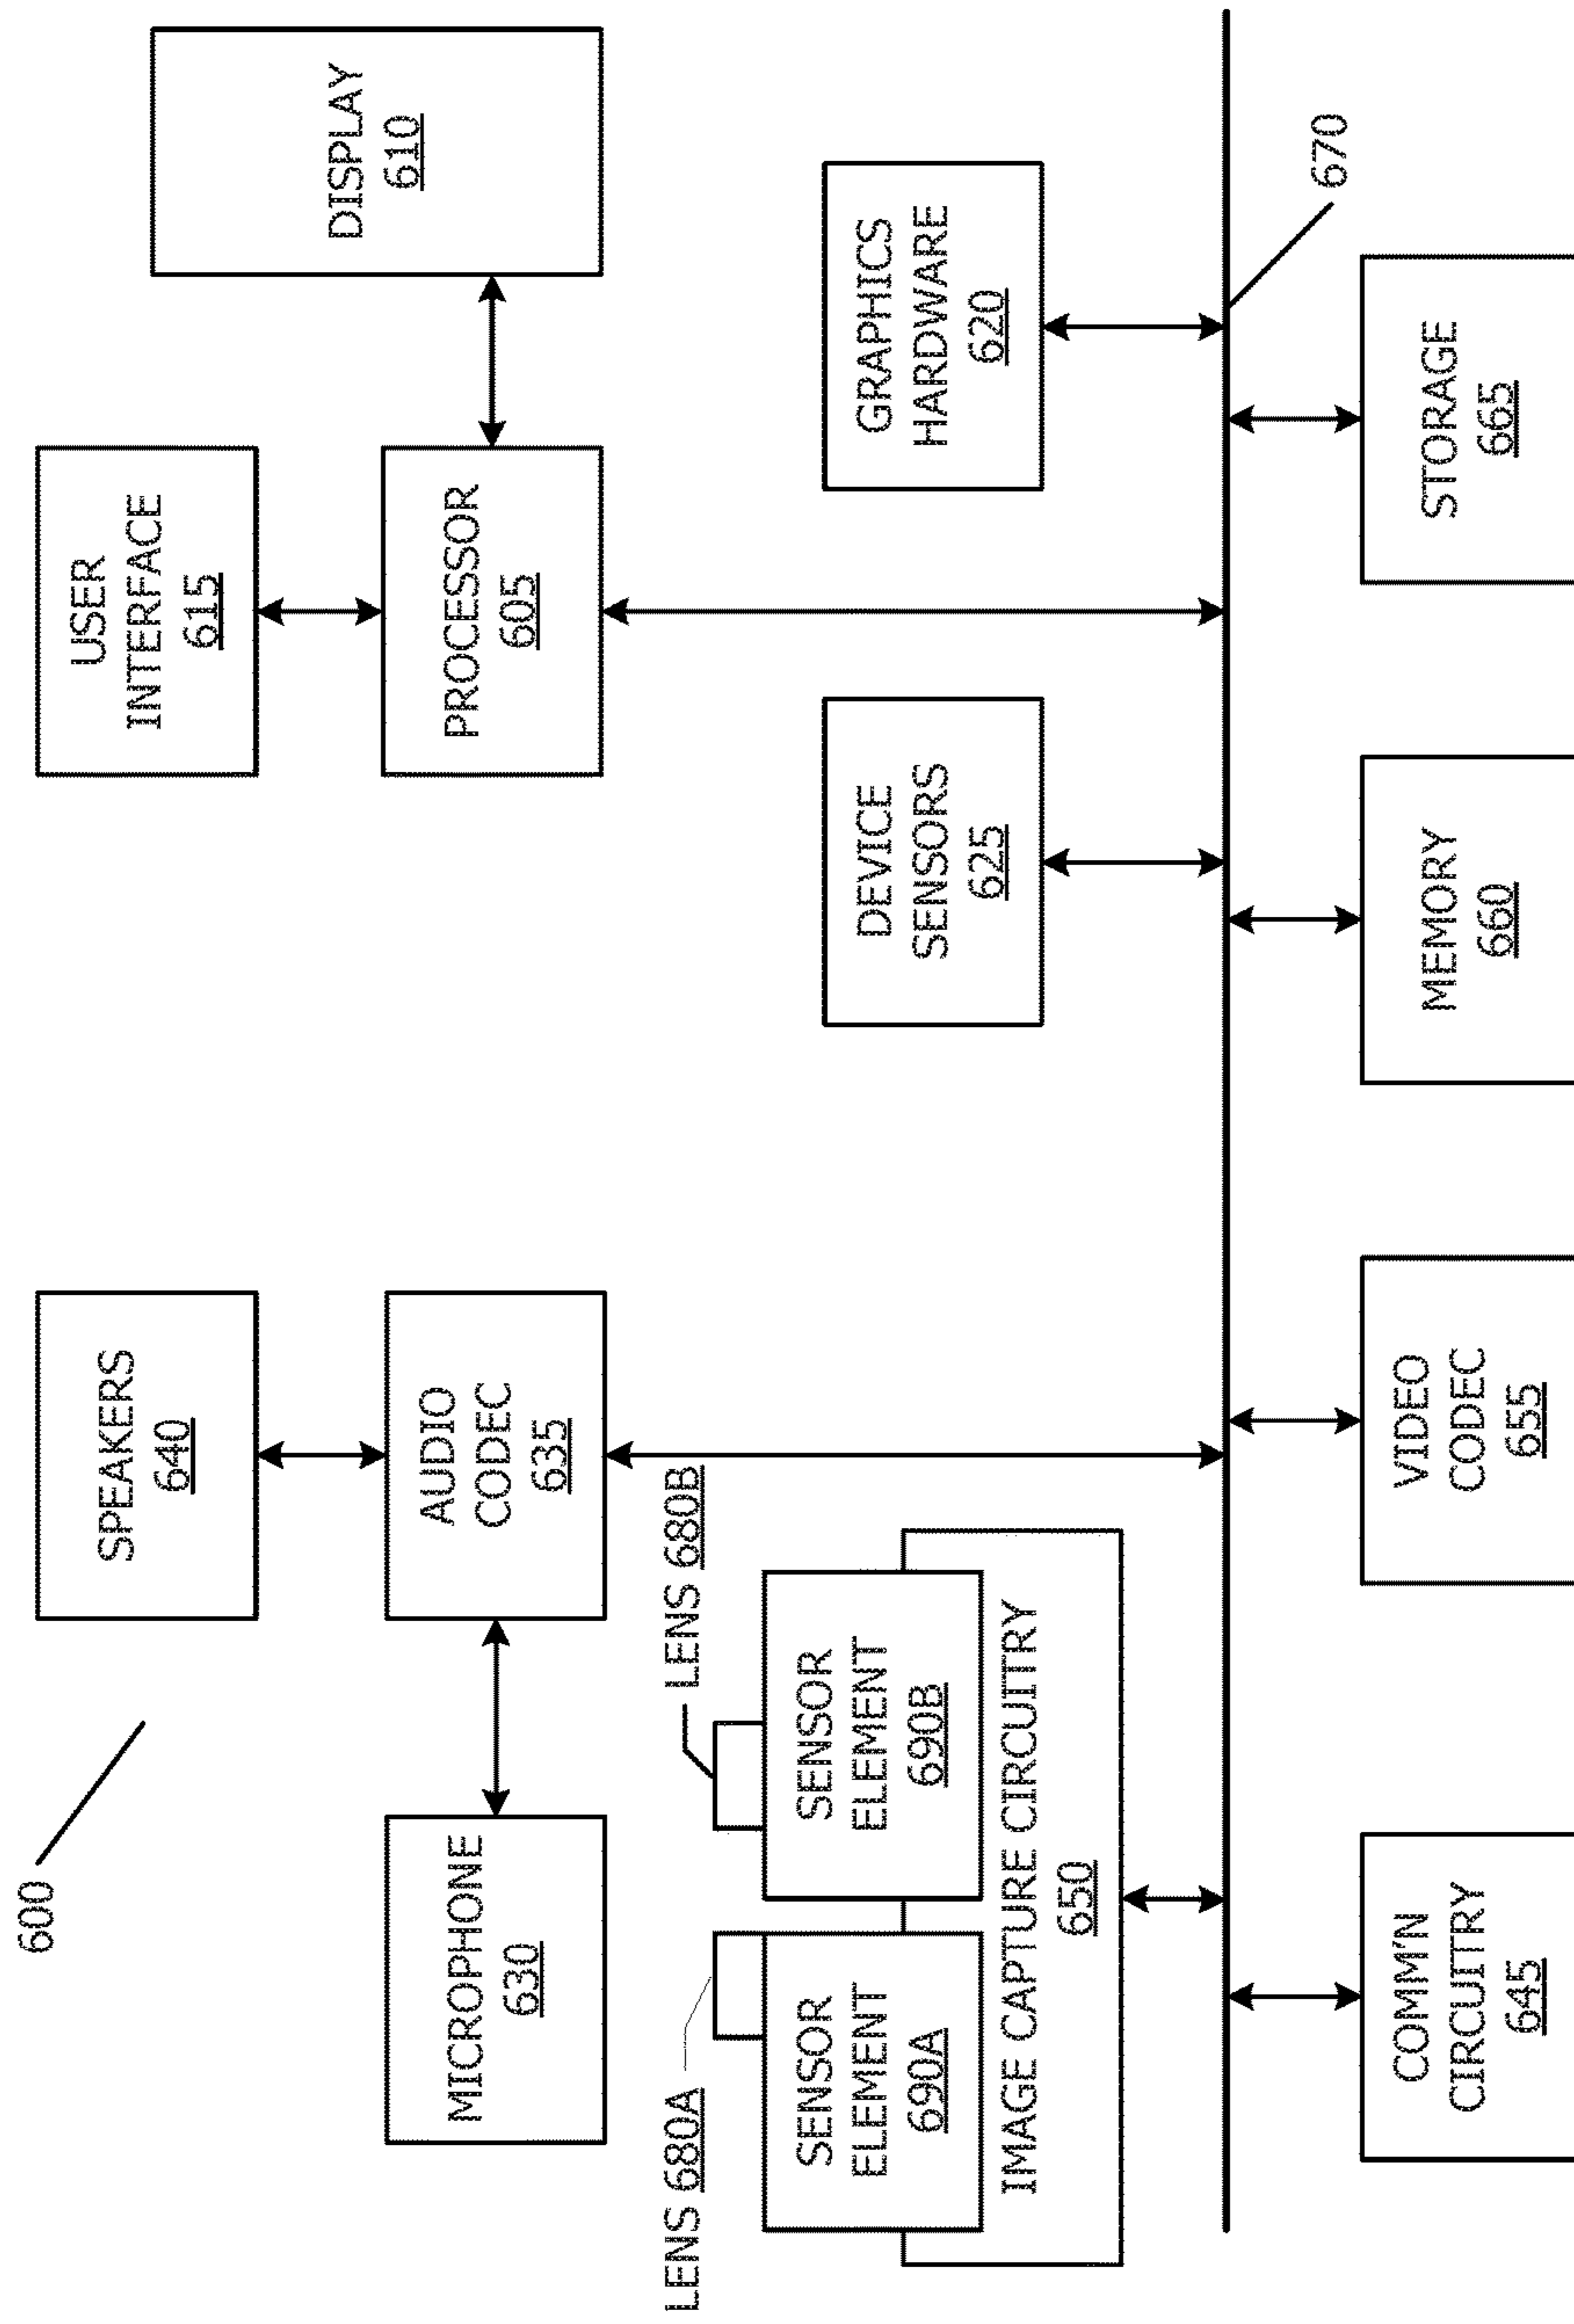 600
SPEAKERS
640
USER
INTERFACE
615
MICROPHONE
630
AUDIO
CODEC
635
PROCESSOR
605
DISPLAY
610
LENS 680A
LENS 680B
SENSOR
ELEMENT
690A
SENSOR
ELEMENT
690B
IMAGE CAPTURE CIRCUITRY
650
DEVICE
SENSORS
625
GRAPHICS
HARDWARE
620
670
COMM'N
CIRCUITRY
645
VIDEO
CODEC
655
MEMORY
660
STORAGE
665